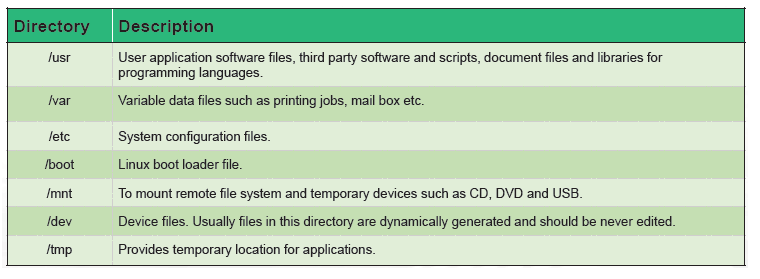 Directory Description
/usr User application software files, third party software and scripts, document files and libraries for
programming languages.
/var Variable data files such as printing jobs, mail box etc.
/etc System configuration files.
/boot Linux boot loader file.
/mnt To mount remote file system and temporary devices such as CD, DVD and USB.
/dev Device files. Usually files in this directory are dynamically generated and should be never edited.
/tmp Provides temporary location for applications.